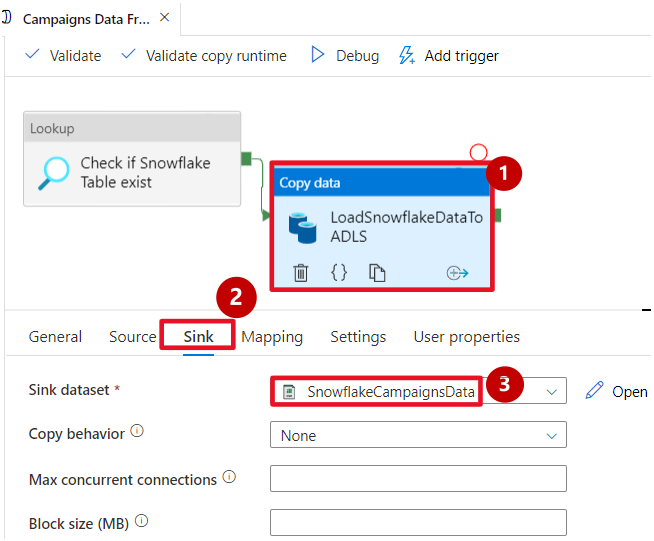 Campaigns Data Fr...
Validate
Validate copy runtime
Debug
Add trigger
Lookup
Check if Snowflake
Table exist
1
Copy data
LoadSnowflakeDataTo
ADLS
{}
2
General
Source
Sink
Mapping
Settings
User properties
Sink dataset *
SnowflakeCampaignsData
3
Open
Copy behavior
None
Max concurrent connections
Block size (MB)